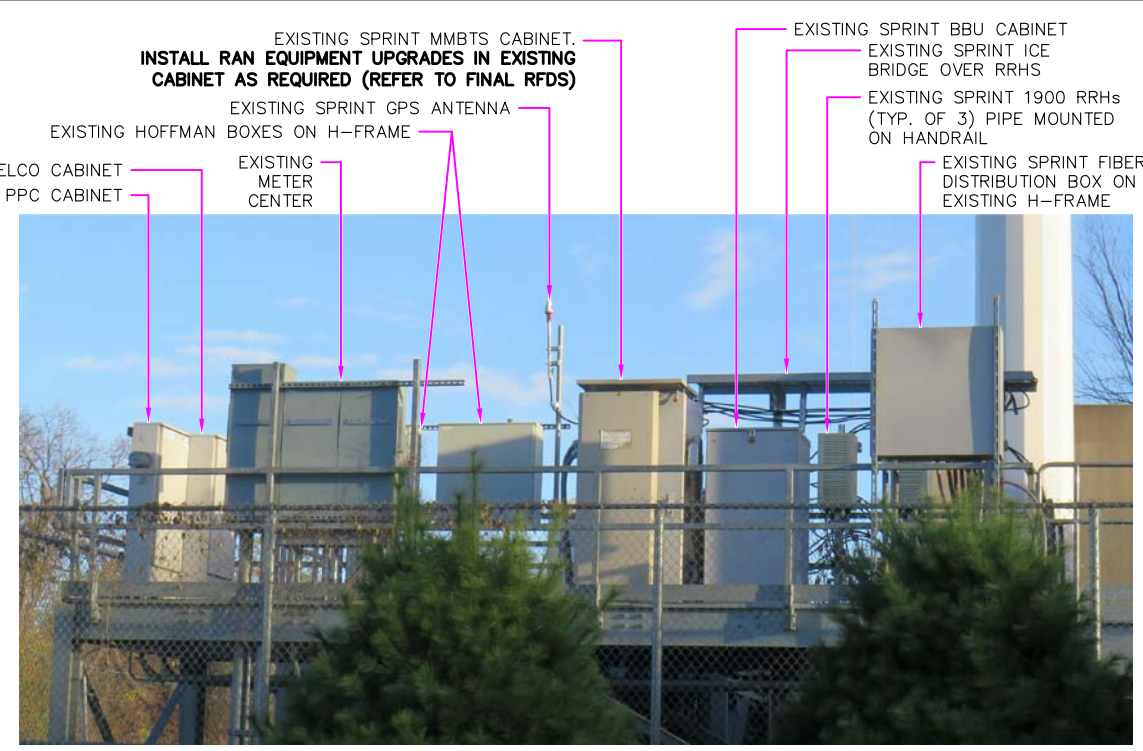 EXISTING SPRINT MMBTS CABINET.
INSTALL RAN EQUIPMENT UPGRADES IN EXISTING
CABINET AS REQUIRED (REFER TO FINAL RFDS)
EXISTING SPRINT GPS ANTENNA
EXISTING HOFFMAN BOXES ON H-FRAME
ELCO CABINET
PPC CABINET
EXISTING
METER
CENTER
EXISTING SPRINT BBU CABINET
EXISTING SPRINT ICE
BRIDGE OVER RRHS
EXISTING SPRINT 1900 RRHs
(TYP. OF 3) PIPE MOUNTED
ON HANDRAIL
EXISTING SPRINT FIBER
DISTRIBUTION BOX ON
EXISTING H-FRAME